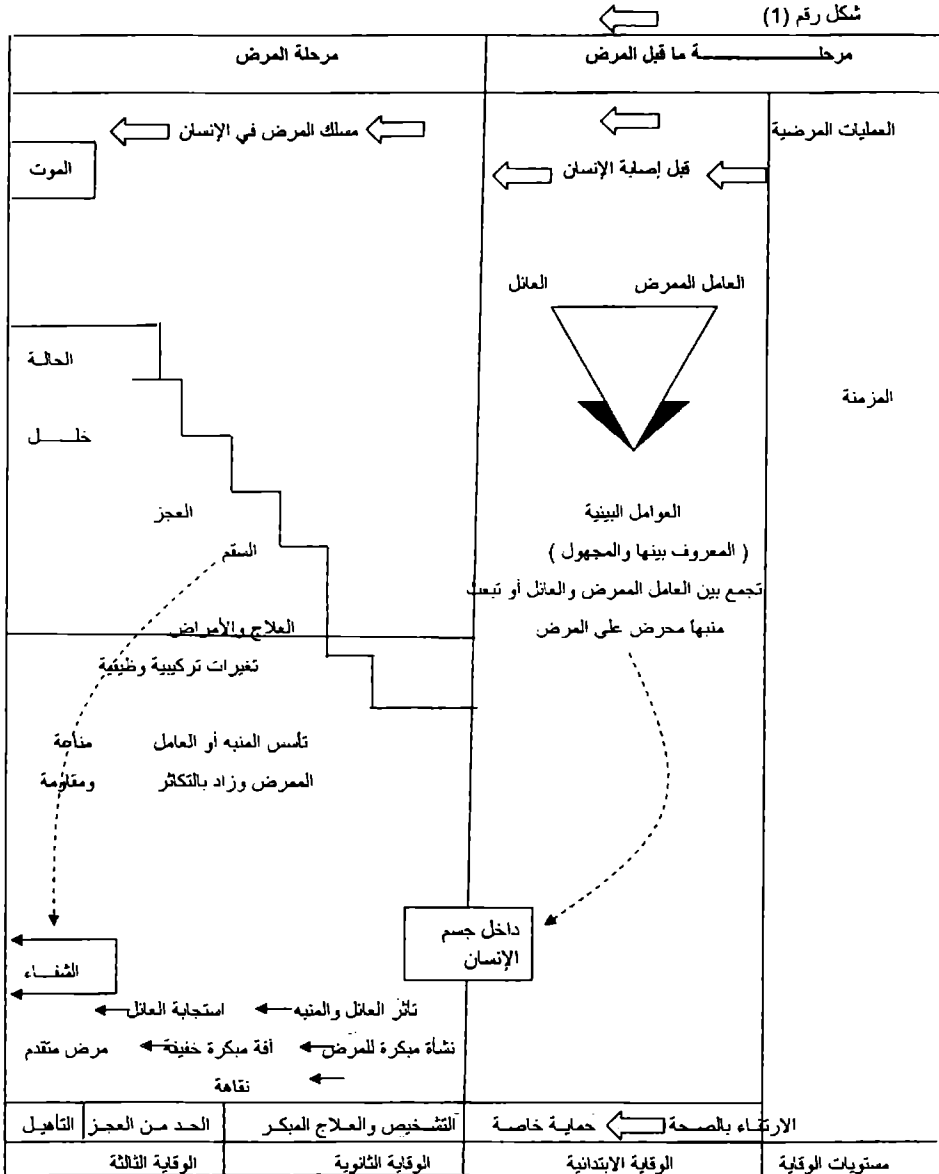 شكل رقم (1)
مرحلة ما قبل المرض
مرحلة المرض
العمليات المرضية
مسلك المرض في الإنسان
قبل إصابة الإنسان
الموت
العامل الممرض
العائل
الحالة
المزمنة
خلل
العجز
العوامل البيئية
السقم
(المعروف بينها والمجهول)
تجمع بين العامل الممرض والعائل أو تبعث
منبها محرض على المرض
العلاج والأمراض
تغيرات تركيبية وظيفية
تأسس المنبه أو العامل
مناعة
الممرض وزاد بالتكاثر
ومقاومة
داخل جسم
الإنسان
الشفاء
تأثر العائل والمنبه
استجابة العائل
نشأة مبكرة للمرض
آفة مبكرة خفيفة
مرض متقدم
نقاهة
الارتقاء بالصحة
حماية خاصة
التشخيص والعلاج المبكر
الحد من العجز
التأهيل
مستويات الوقاية
الوقاية الابتدائية
الوقاية الثانوية
الوقاية الثالثة